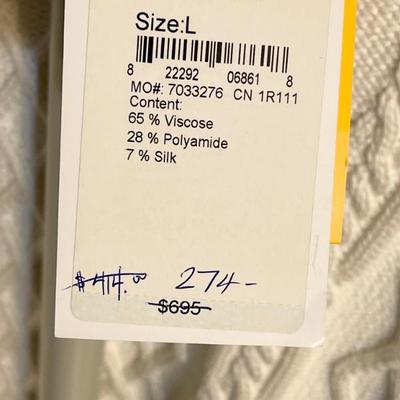 Size:L
8 22292 06861 8
MO#: 7033276 CN 1R111
Content:
65 % Viscose
28 % Polyamide
7 % Silk
$414.00 274-
$695